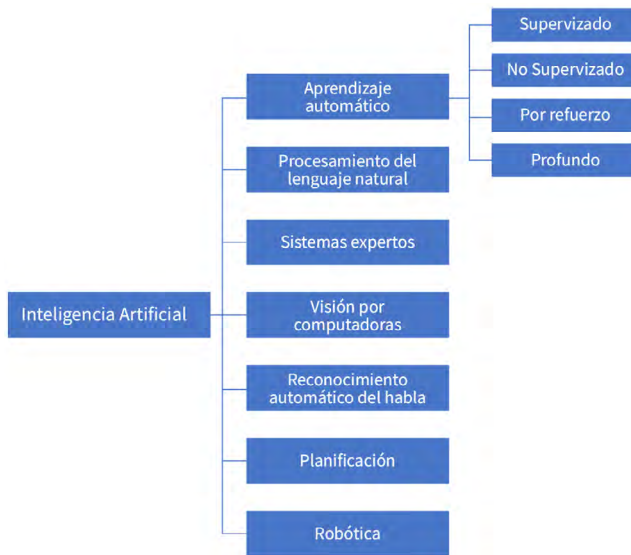 Supervizado
No Supervizado
Por refuerzo
Profundo
Aprendizaje
automático
Procesamiento del
lenguaje natural
Sistemas expertos
Inteligencia Artificial
Visión por
computadoras
Reconocimiento
automático del habla
Planificación
Robótica